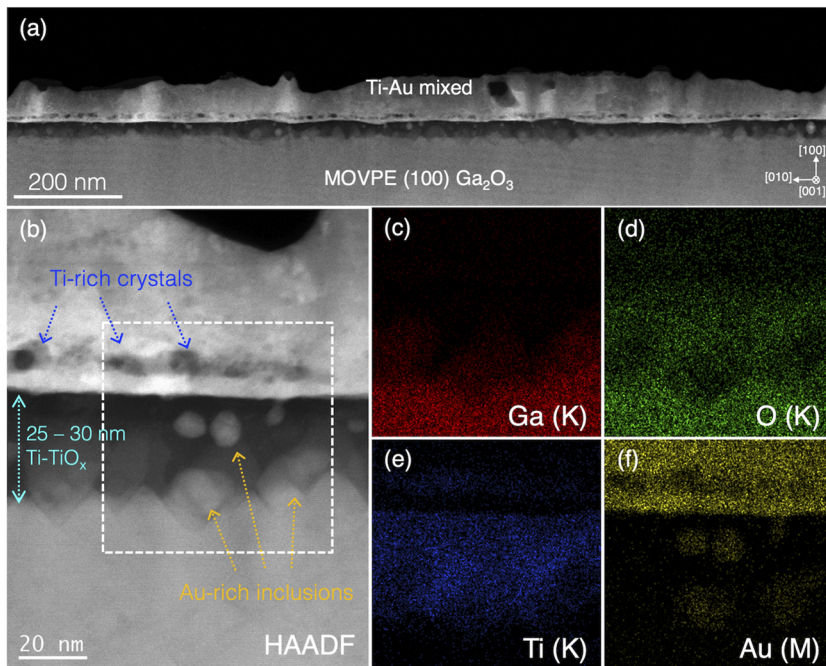 (a)
Ti-Au mixed
200 nm
MOVPE (100) Ga₂O₃
[100]
[010]
[001]
(b)
Ti-rich crystals
25 – 30 nm
Ti-TiOₓ
Au-rich inclusions
20 nm
HAADF
(c)
Ga (K)
(d)
O (K)
(e)
Ti (K)
(f)
Au (M)